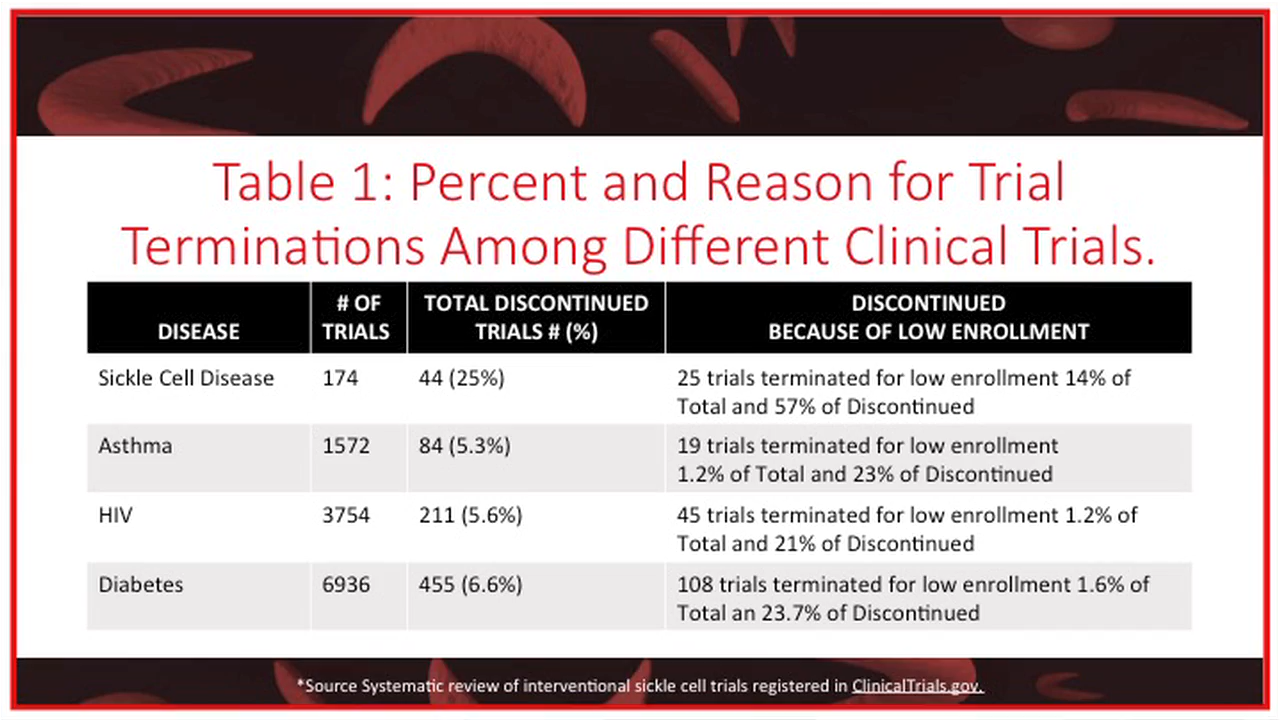 Table 1: Percent and Reason for Trial
Terminations Among Different Clinical Trials.
DISEASE
# OF
TRIALS
TOTAL DISCONTINUED
TRIALS # (%)
DISCONTINUED
BECAUSE OF LOW ENROLLMENT
Sickle Cell Disease
174
44 (25%)
25 trials terminated for low enrollment 14% of
Total and 57% of Discontinued
Asthma
1572
84 (5.3%)
19 trials terminated for low enrollment
1.2% of Total and 23% of Discontinued
HIV
3754
211 (5.6%)
45 trials terminated for low enrollment 1.2% of
Total and 21% of Discontinued
Diabetes
6936
455 (6.6%)
108 trials terminated for low enrollment 1.6% of
Total an 23.7% of Discontinued
*Source Systematic review of interventional sickle cell trials registered in ClinicalTrials.gov.